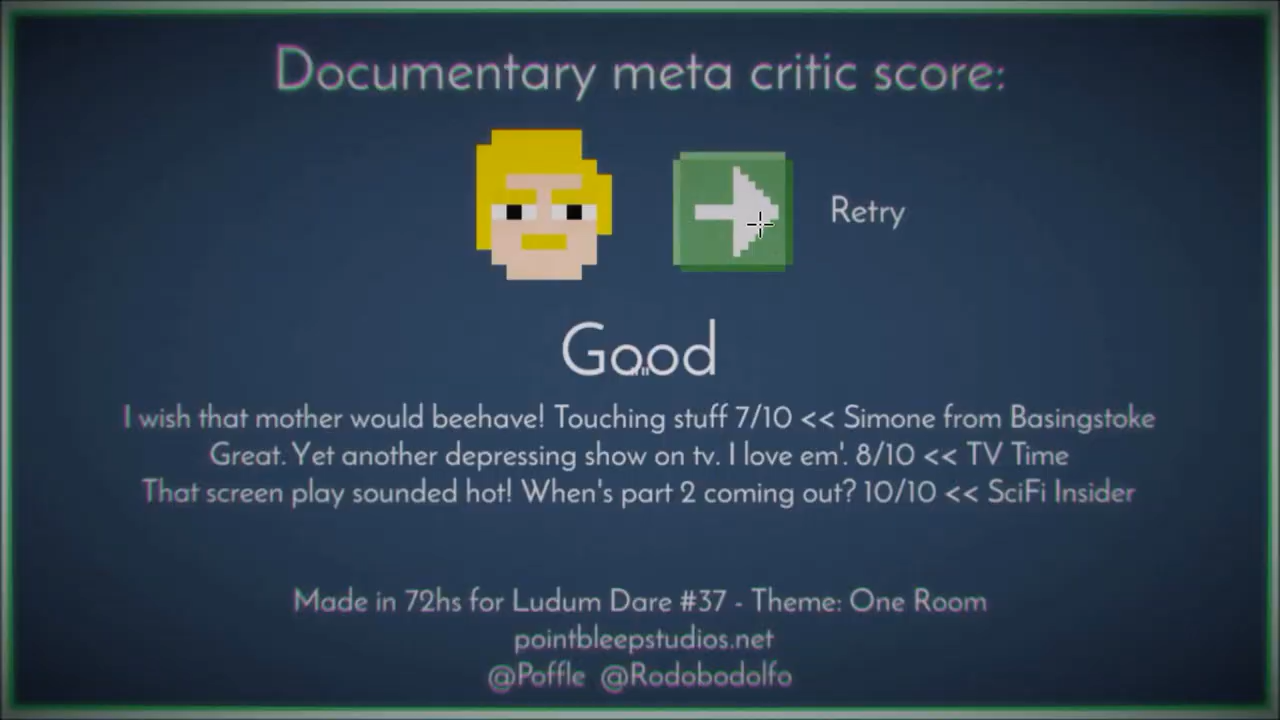 Documentary meta critic score:
Retry
Good
I wish that mother would beehave! Touching stuff 7/10 << Simone from Basingstoke
Great. Yet another depressing show on tv. I love em'. 8/10 << TV Time
That screen play sounded hot! When's part 2 coming out? 10/10 << SciFi Insider
Made in 72hs for Ludum Dare #37 - Theme: One Room
pointbleepstudios.net
@Poffle @Rodobodolfo